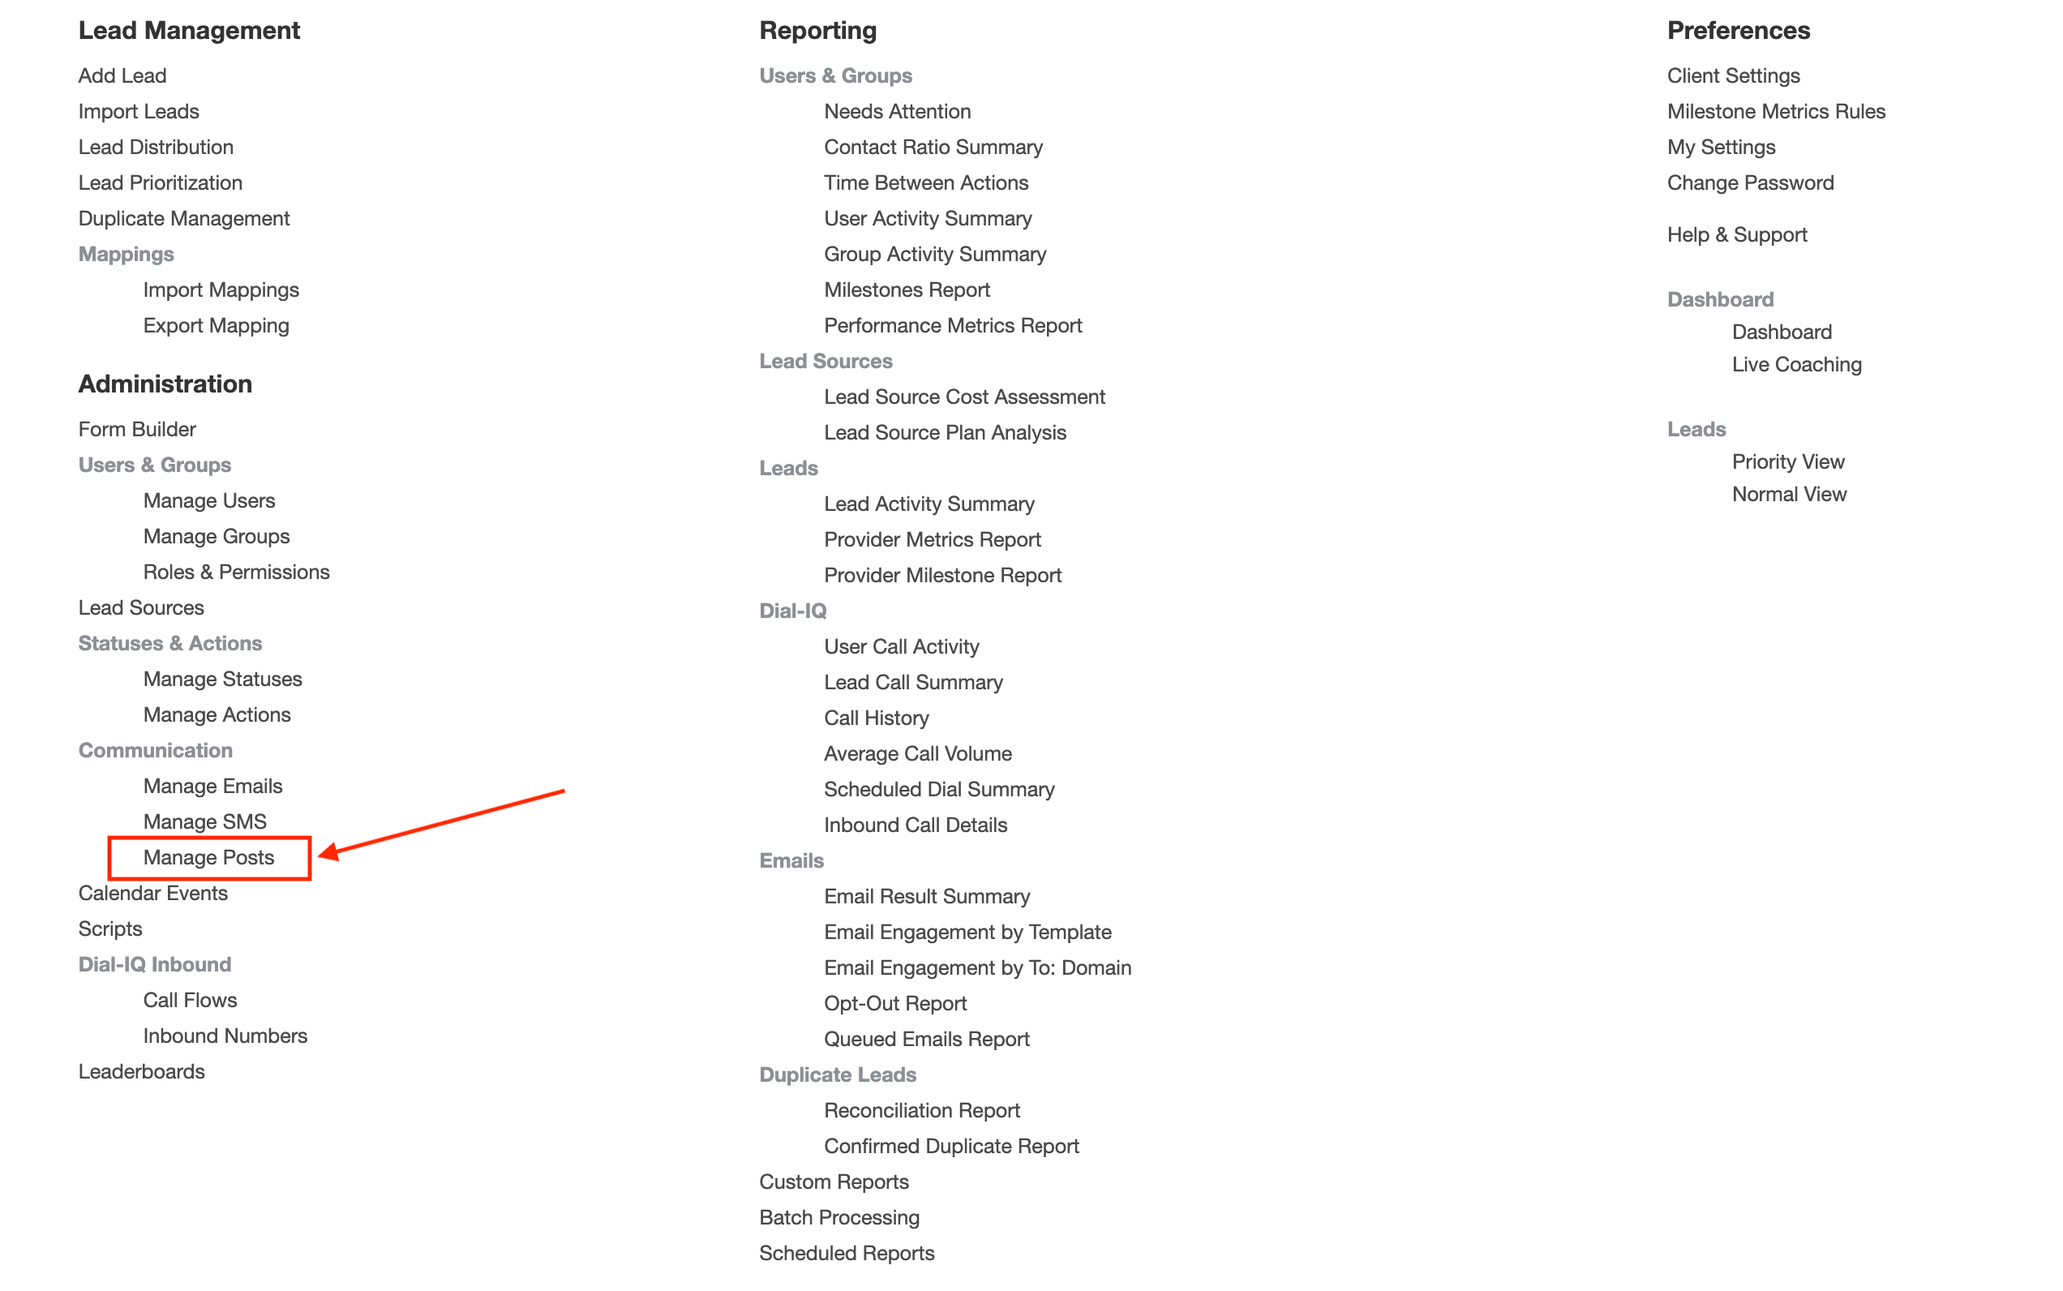 Lead Management
Add Lead
Import Leads
Lead Distribution
Lead Prioritization
Duplicate Management
Mappings
Import Mappings
Export Mapping
Administration
Form Builder
Users & Groups
Manage Users
Manage Groups
Roles & Permissions
Lead Sources
Statuses & Actions
Manage Statuses
Manage Actions
Communication
Manage Emails
Manage SMS
Manage Posts
Calendar Events
Scripts
Dial-IQ Inbound
Call Flows
Inbound Numbers
Leaderboards
Reporting
Users & Groups
Needs Attention
Contact Ratio Summary
Time Between Actions
User Activity Summary
Group Activity Summary
Milestones Report
Performance Metrics Report
Lead Sources
Lead Source Cost Assessment
Lead Source Plan Analysis
Leads
Lead Activity Summary
Provider Metrics Report
Provider Milestone Report
Dial-IQ
User Call Activity
Lead Call Summary
Call History
Average Call Volume
Scheduled Dial Summary
Inbound Call Details
Emails
Email Result Summary
Email Engagement by Template
Email Engagement by To: Domain
Opt-Out Report
Queued Emails Report
Duplicate Leads
Reconciliation Report
Confirmed Duplicate Report
Custom Reports
Batch Processing
Scheduled Reports
Preferences
Client Settings
Milestone Metrics Rules
My Settings
Change Password
Help & Support
Dashboard
Dashboard
Live Coaching
Leads
Priority View
Normal View